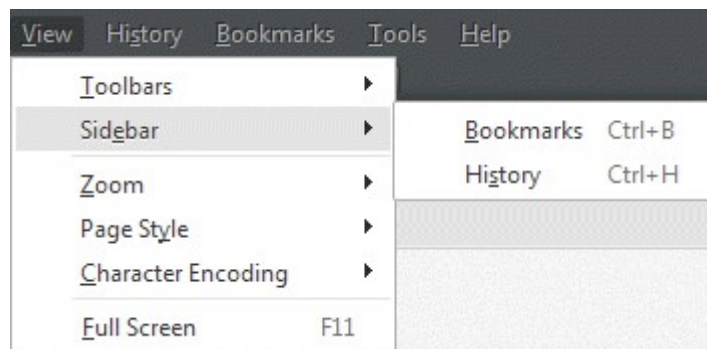 View History Bookmarks Tools Help
Toolbars
Sidebar
Bookmarks Ctrl+B
History Ctrl+H
Zoom
Page Style
Character Encoding
Full Screen F11